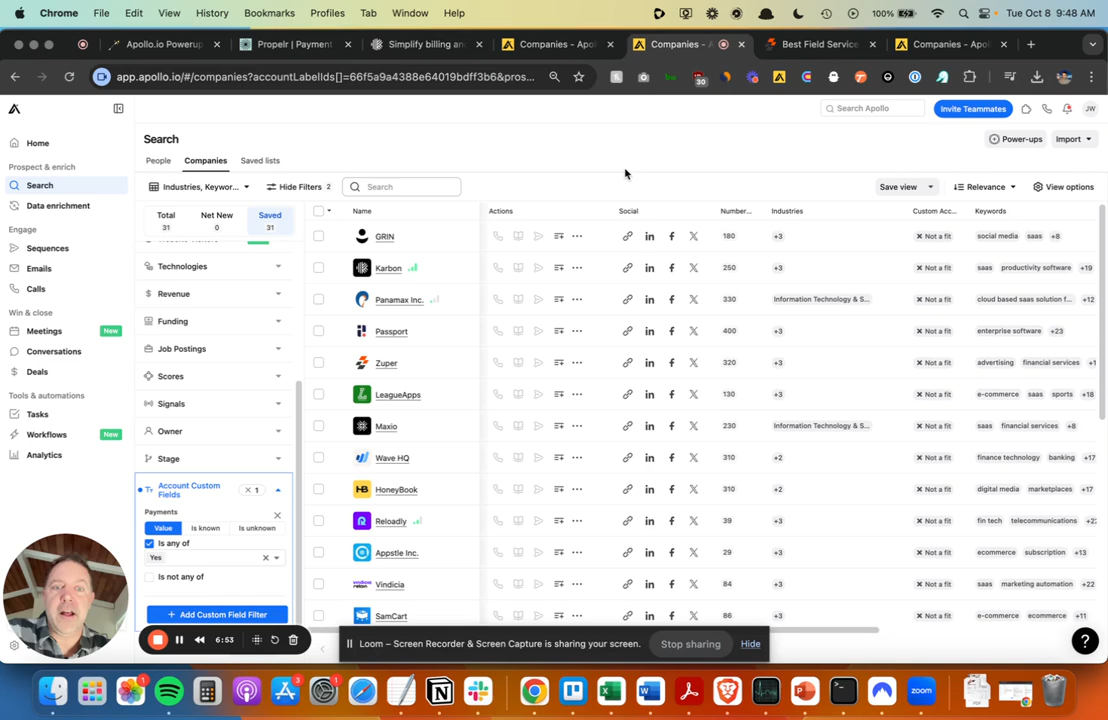 Chrome File Edit View History Bookmarks Profiles Tab Window Help 100% Tue Oct 8 9:48 AM
Apollo.io Powerup Propelr | Payment Simplify billing an Companies - Apo Companies - A Best Field Service Companies - Apol
app.apollo.io/#/companies?accountLabelIds[]=66f5a9a4388e64019bdff3b6&pros...
30
Search Apollo Invite Teammates JW
Home
Prospect & enrich
Search
Data enrichment
Engage
Sequences
Emails
Calls
Win & close
Meetings New
Conversations
Deals
Tools & automations
Tasks
Workflows New
Analytics
Search
Power-ups Import
People Companies Saved lists
Industries, Keywor... Hide Filters 2 Search Save view Relevance View options
Total Net New Saved
31 0 31
Technologies
Revenue
Funding
Job Postings
Scores
Signals
Owner
Stage
Account Custom Fields × 1
Payments
Value Is known Is unknown
Is any of
Yes
Is not any of
+ Add Custom Field Filter
Name Actions Social Number... Industries Custom Acc... Keywords
GRIN 180 +3 Not a fit social media saas +8
Karbon 250 +3 Not a fit saas productivity software +19
Panamax Inc. 330 Information Technology & S... Not a fit cloud based saas solution f... +12
Passport 400 +3 Not a fit enterprise software +23
Zuper 320 +3 Not a fit advertising financial services
LeagueApps 130 +3 Not a fit e-commerce saas sports +18
Maxio 230 Information Technology & S... Not a fit saas financial services +8
Wave HQ 310 +2 Not a fit finance technology banking +17
HoneyBook 310 +2 Not a fit digital media marketplaces +17
Reloadly 39 +3 Not a fit fin tech telecommunications
Appstle Inc. 29 +3 Not a fit ecommerce subscription +13
Vindicia 84 +3 Not a fit saas marketing automation +22
SamCart 86 +3 Not a fit e-commerce ecommerce +11
6:53
Loom – Screen Recorder & Screen Capture is sharing your screen. Stop sharing Hide
?
1 3 1
zoom